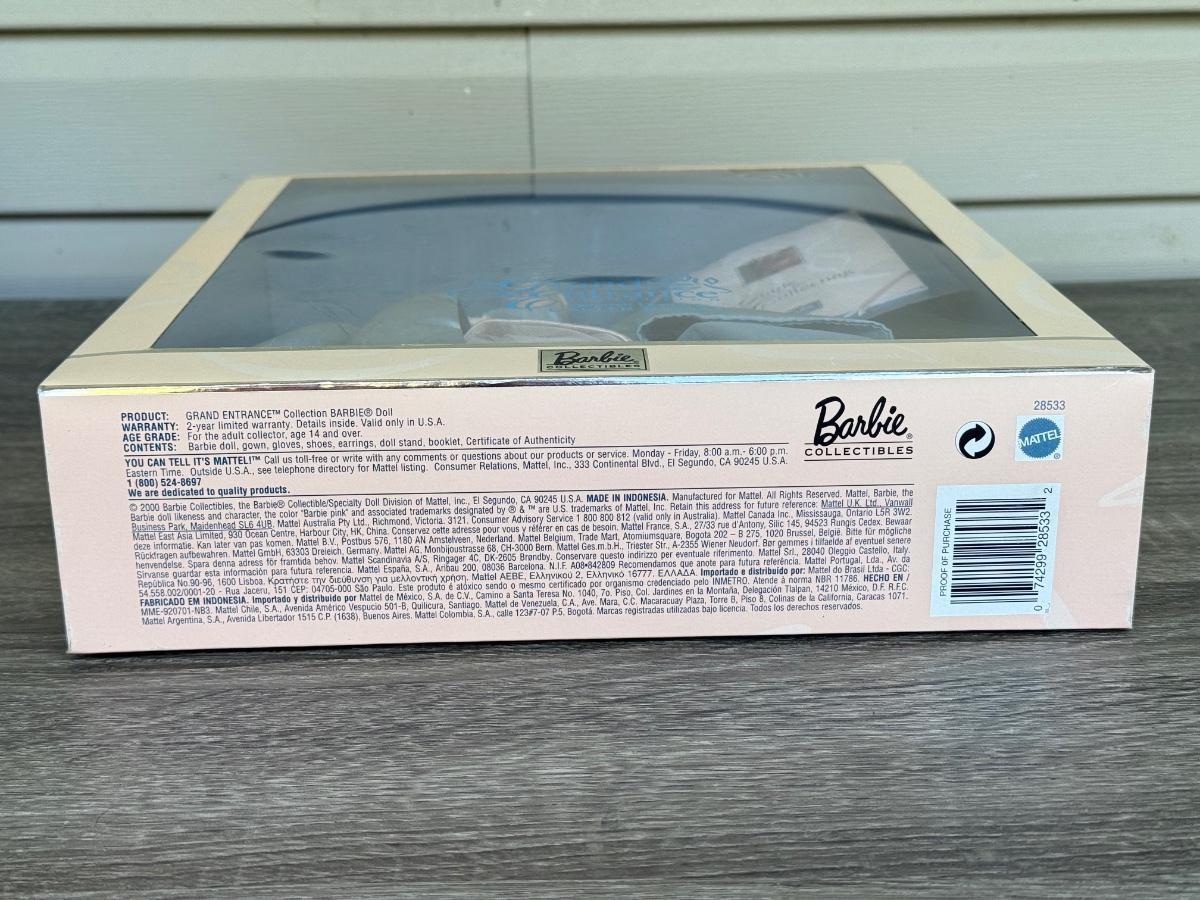 Barbie
COLLECTIBLES
PRODUCT: GRAND ENTRANCE™ Collection BARBIE® Doll
WARRANTY: 2-year limited warranty. Details inside. Valid only in U.S.A.
AGE GRADE: For the adult collector, age 14 and over.
CONTENTS: Barbie doll, gown, gloves, shoes, earrings, doll stand, booklet, Certificate of Authenticity
YOU CAN TELL IT'S MATTEL!™ Call us toll-free or write with any comments or questions about our products or service. Monday - Friday, 8:00 a.m.- 6:00 p.m.
Eastern Time. Outside U.S.A., see telephone directory for Mattel listing. Consumer Relations, Mattel, Inc., 333 Continental Blvd., El Segundo, CA 90245 U.S.A.
1 (800) 524-8697
We are dedicated to quality products.
Barbie®
COLLECTIBLES
28533
MATTEL®
© 2000 Barbie Collectibles, the Barbie® Collectible/Specialty Doll Division of Mattel, Inc., El Segundo, CA 90245 U.S.A. MADE IN INDONESIA. Manufactured for Mattel. All Rights Reserved. Mattel, Barbie, the
Barbie doll likeness and character, the color "Barbie pink" and associated trademarks designated by ® & ™ are U.S. trademarks of Mattel, Inc. Retain this address for future reference: Mattel U.K. Ltd., Vanwall
Business Park, Maidenhead SL6 4UB. Mattel Australia Pty Ltd., Richmond, Victoria. 3121. Consumer Advisory Service 1 800 800 812 (valid only in Australia). Mattel Canada Inc., Mississauga, Ontario L5R 3W2.
Mattel East Asia Limited, 930 Ocean Centre, Harbour City, HK, China. Conservez cette adresse pour vous y référer en cas de besoin. Mattel France, S.A., 27/33 rue d'Antony, Silic 145, 94523 Rungis Cedex. Bewaar
deze informatie. Kan later van pas komen. Mattel B.V., Postbus 576, 1180 AN Amstelveen, Nederland. Mattel Belgium, Trade Mart, Atomiumsquare, Bogota 202 – B 275, 1020 Brussel, België. Bitte für mögliche
Rückfragen aufbewahren. Mattel GmbH, 63303 Dreieich, Germany. Mattel AG, Monbijoustrasse 68, CH-3000 Bern. Mattel Ges.m.b.H., Triester Str., A-2355 Wiener Neudorf. Bør gemmes i tilfælde af eventuel senere
henvendelse. Spara denna adress för framtida behov. Mattel Scandinavia A/S, Ringager 4C, DK-2605 Brøndby. Conservare questo indirizzo per eventuale riferimento. Mattel Srl., 28040 Oleggio Castello, Italy.
Sirvanse guardar esta información para futura referencia. Mattel España, S.A., Aribau 200, 08036 Barcelona. N.I.F. A08•842809 Recomendamos que anote para futura referência. Mattel Portugal, Lda., Av. da
República No.90-96, 1600 Lisboa. Κρατήστε την διεύθυνση για μελλοντική χρήση. Mattel AEBE, Ελληνικού 2, Ελληνικό 16777. ΕΛΛΑΔΑ. Importado e distribuido por: Mattel do Brasil Ltda - CGC:
54.558.002/0001-20 - Rua Jaceru, 151 CEP: 04705-000 São Paulo. Este produto é atóxico sendo o mesmo certificado por organismo credenciado pelo INMETRO. Atende à norma NBR 11786. HECHO EN /
FABRICADO EM INDONESIA. Importado y distribuido por Mattel de México, S.A. de C.V., Camino a Santa Teresa No. 1040, 7o. Piso, Col. Jardines en la Montaña, Delegación Tlalpan, 14210 México, D.F. R.F.C.
MME-920701-NB3. Mattel Chile, S.A., Avenida Américo Vespucio 501-B, Quilicura, Santiago. Mattel de Venezuela, C.A., Ave. Mara, C.C. Macaracuay Plaza, Torre B, Piso 8, Colinas de la California, Caracas 1071.
Mattel Argentina, S.A., Avenida Libertador 1515 C.P. (1638), Buenos Aires. Mattel Colombia, S.A., calle 123#7-07 P.5, Bogotá. Marcas registradas utilizadas bajo licencia. Todos los derechos reservados.
PROOF OF PURCHASE
0 74299 28533 2